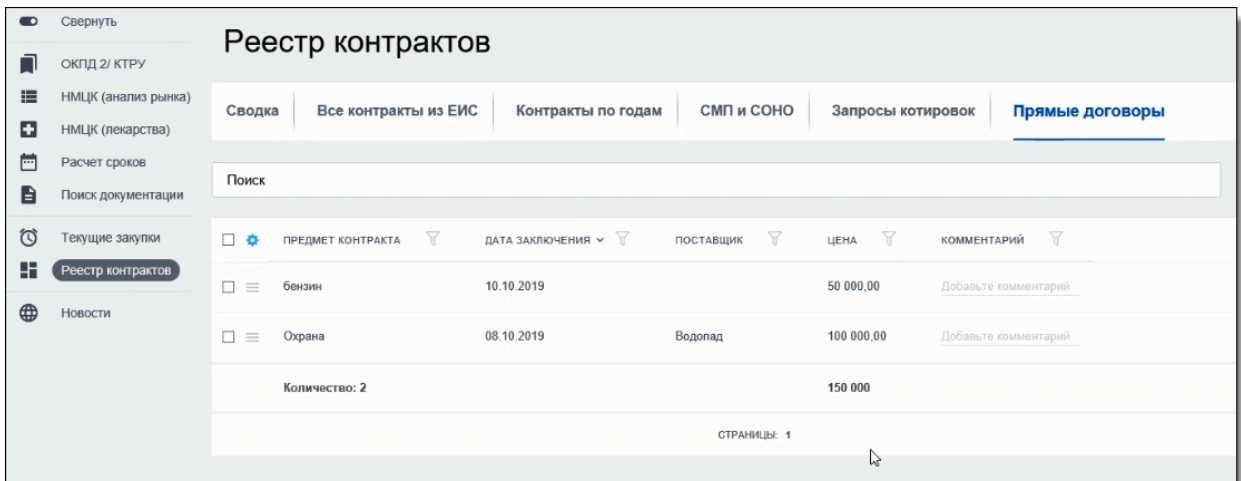 Свернуть
ОКПД 2/ КТРУ
НМЦК (анализ рынка)
НМЦК (лекарства)
Расчет сроков
Поиск документации
Текущие закупки
Реестр контрактов
Новости
Реестр контрактов
Сводка Все контракты из ЕИС Контракты по годам СМП и СОНО Запросы котировок Прямые договоры
Поиск
ПРЕДМЕТ КОНТРАКТА ДАТА ЗАКЛЮЧЕНИЯ ПОСТАВЩИК ЦЕНА КОММЕНТАРИЙ
бензин 10.10.2019 50 000,00 Добавьте комментарий
Охрана 08.10.2019 Водопад 100 000,00 Добавьте комментарий
Количество: 2 150 000
СТРАНИЦЫ: 1